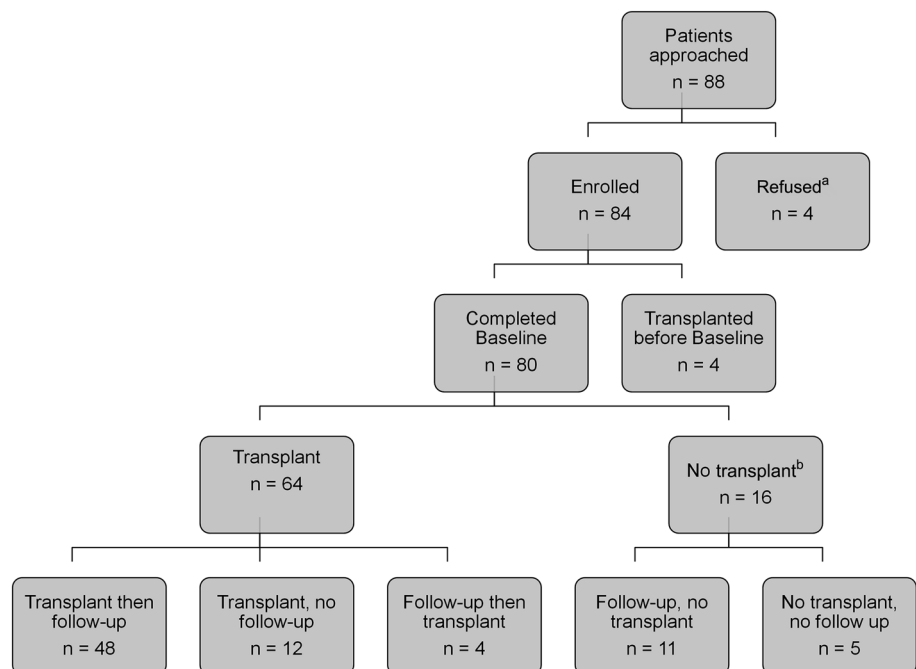 Patients
approached
n = 88
Enrolled
n = 84
Refusedᵃ
n = 4
Completed
Baseline
n = 80
Transplanted
before Baseline
n = 4
Transplant
n = 64
No transplantᵇ
n = 16
Transplant then
follow-up
n = 48
Transplant, no
follow-up
n = 12
Follow-up then
transplant
n = 4
Follow-up, no
transplant
n = 11
No transplant,
no follow up
n = 5